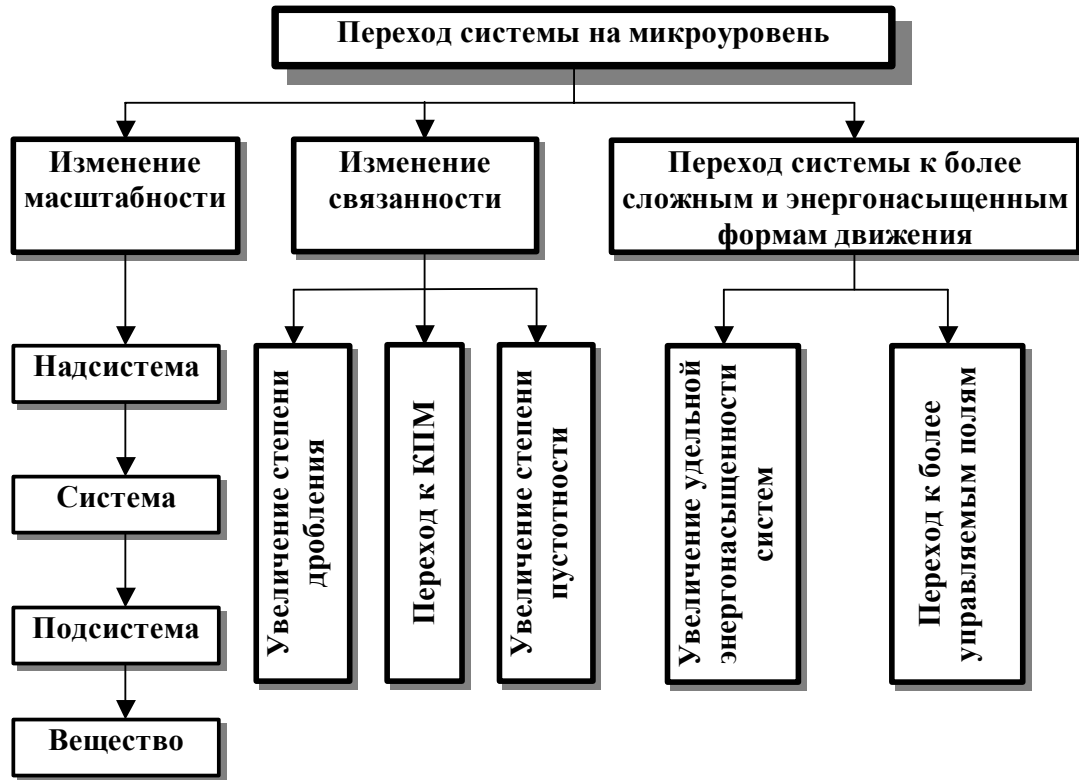 Переход системы на микроуровень
Изменение
масштабности
Изменение
связанности
Переход системы к более
сложным и энергонасыщенным
формам движения
Надсистема
Система
Подсистема
Вещество
Увеличение степени
дробления
Переход к КПМ
Увеличение степени
пустотности
Увеличение удельной
энергонасыщенности
систем
Переход к более
управляемым полям